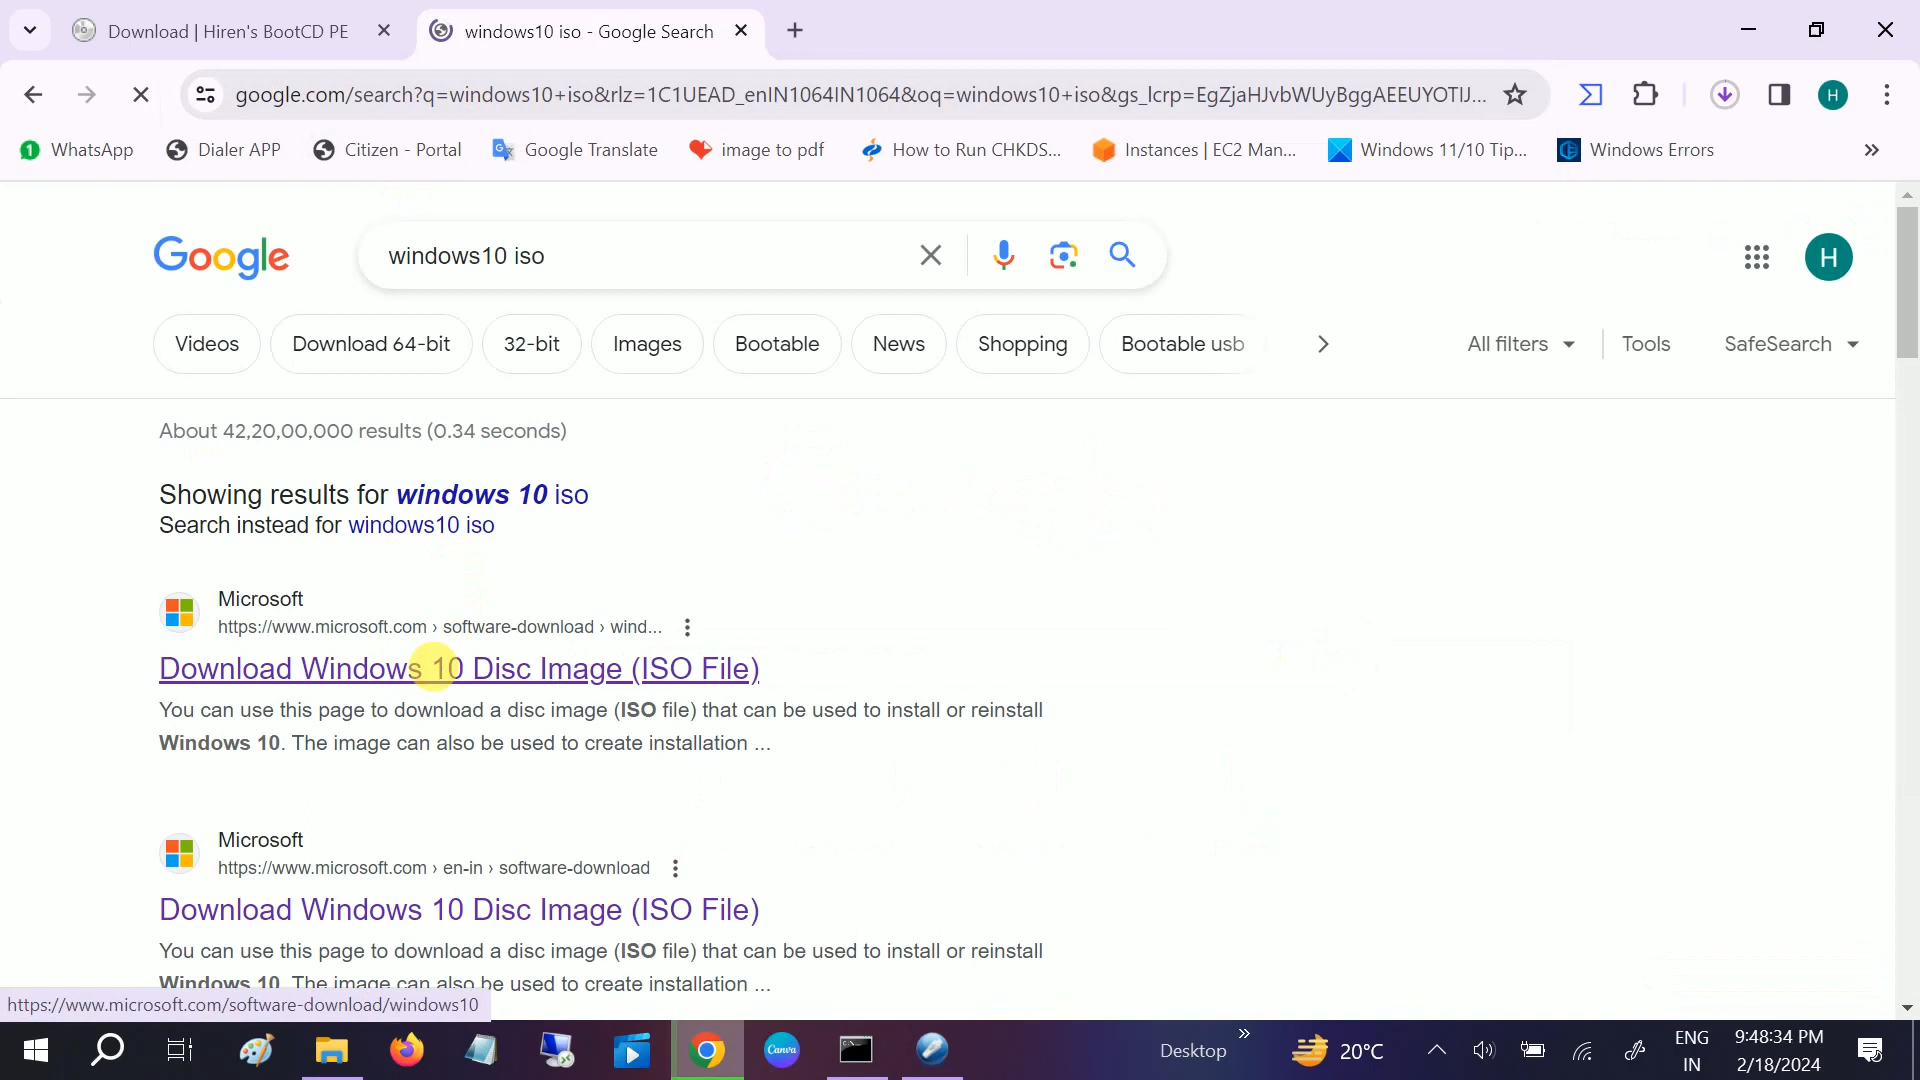 Download | Hiren's BootCD PE
windows10 iso - Google Search
google.com/search?q=windows10+iso&rlz=1C1UEAD_enIN1064IN1064&oq=windows10+iso&gs_lcrp=EgZjaHJvbWUyBggAEEUYOTIJ...
H
1 WhatsApp
Dialer APP
Citizen - Portal
Google Translate
image to pdf
How to Run CHKDS...
Instances | EC2 Man...
Windows 11/10 Tip...
Windows Errors
Google
windows10 iso
H
Videos
Download 64-bit
32-bit
Images
Bootable
News
Shopping
Bootable usb
All filters
Tools
SafeSearch
About 42,20,00,000 results (0.34 seconds)
Showing results for windows 10 iso
Search instead for windows10 iso
Microsoft
https://www.microsoft.com › software-download › wind...
Download Windows 10 Disc Image (ISO File)
You can use this page to download a disc image (ISO file) that can be used to install or reinstall
Windows 10. The image can also be used to create installation ...
Microsoft
https://www.microsoft.com › en-in › software-download
Download Windows 10 Disc Image (ISO File)
You can use this page to download a disc image (ISO file) that can be used to install or reinstall
Windows 10. The image can also be used to create installation ...
https://www.microsoft.com/software-download/windows10
Canva
Desktop
20°C
ENG
IN
9:48:34 PM
2/18/2024